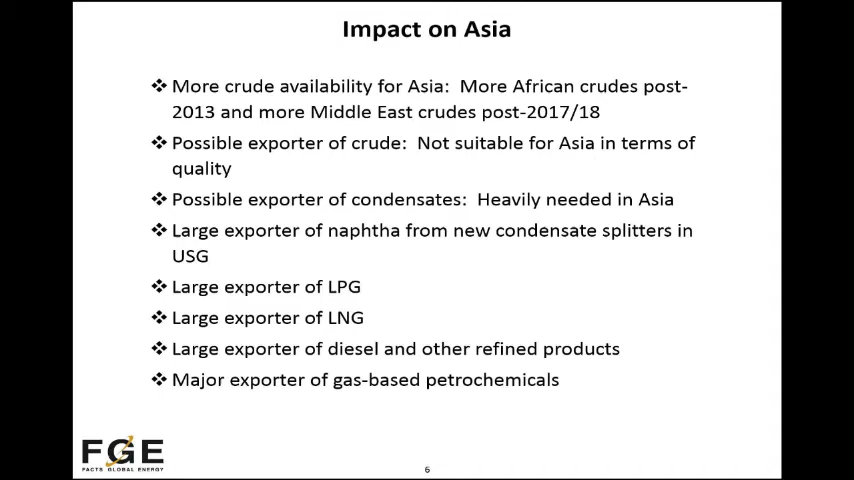 Impact on Asia
❖ More crude availability for Asia: More African crudes post-
2013 and more Middle East crudes post-2017/18
❖ Possible exporter of crude: Not suitable for Asia in terms of
quality
❖ Possible exporter of condensates: Heavily needed in Asia
❖ Large exporter of naphtha from new condensate splitters in
USG
❖ Large exporter of LPG
❖ Large exporter of LNG
❖ Large exporter of diesel and other refined products
❖ Major exporter of gas-based petrochemicals
FGE
FACTS GLOBAL ENERGY
6